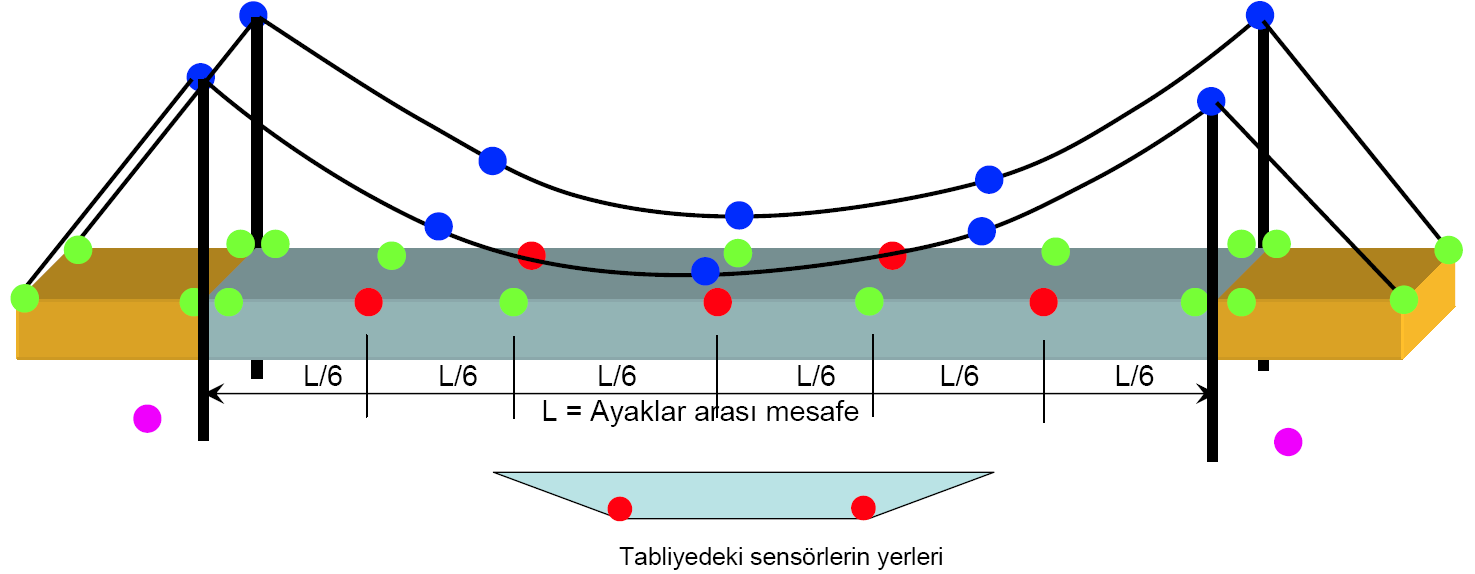 L/6 L/6 L/6 L/6 L/6 L/6
L = Ayaklar arası mesafe
Tabliyedeki sensörlerin yerleri